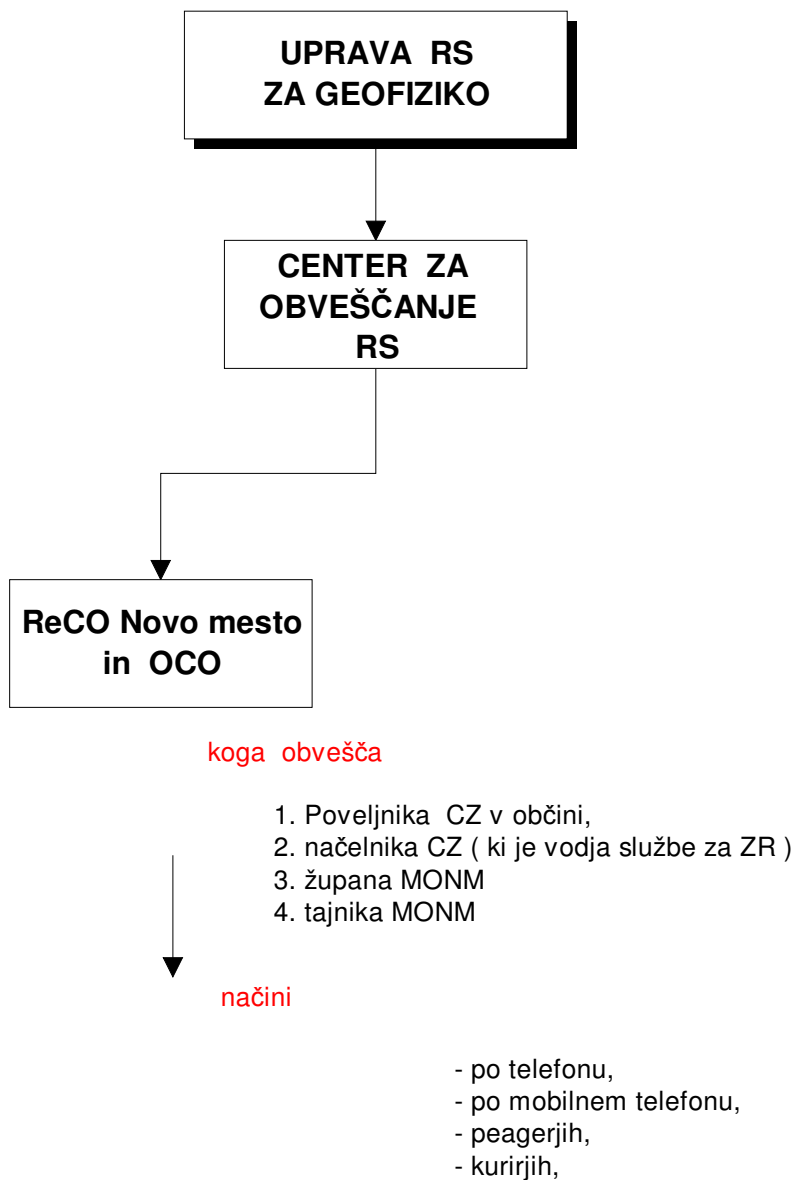 UPRAVA RS
ZA GEOFIZIKO
CENTER ZA
OBVEŠČANJE
RS
ReCO Novo mesto
in OCO
koga obvešča
1. Poveljnika CZ v občini,
2. načelnika CZ ( ki je vodja službe za ZR )
3. župana MONM
4. tajnika MONM
načini
- po telefonu,
- po mobilnem telefonu,
- peagerjih,
- kurirjih,